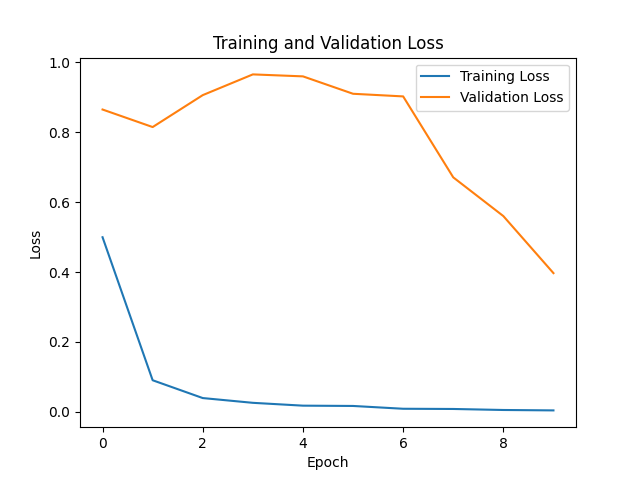 Training and Validation Loss
Training Loss
Validation Loss
1.0
0.8
0.6
0.4
0.2
0.0
Loss
0 2 4 6 8
Epoch